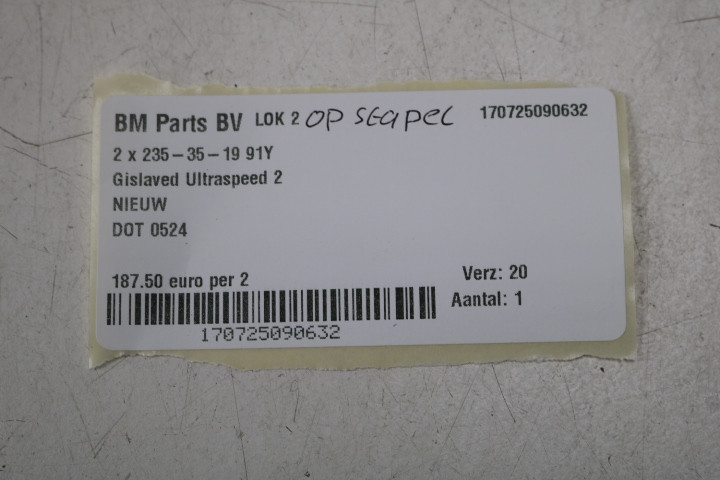 BM Parts BV LOK 2 op stapel 170725090632
2 x 235-35-19 91Y
Gislaved Ultraspeed 2
NIEUW
DOT 0524
187.50 euro per 2 Verz: 20
Aantal: 1
170725090632